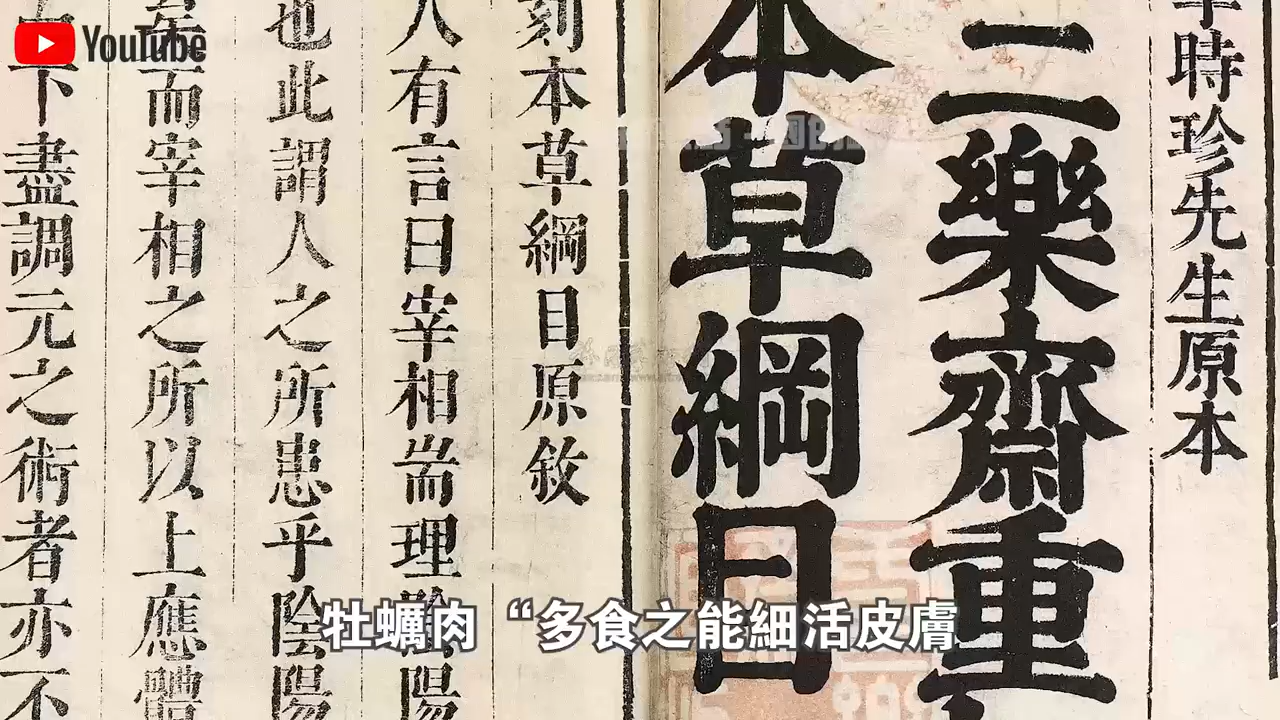 YouTube
時珍先生原本
二樂齋重
本草綱目
刻本草綱目原敘
人有言曰宰相耑理陰陽
也此謂人之所患乎陰陽
而宰相之所以上應體
下盡調元之術者亦不
牡蠣肉“多食之能細活皮膚